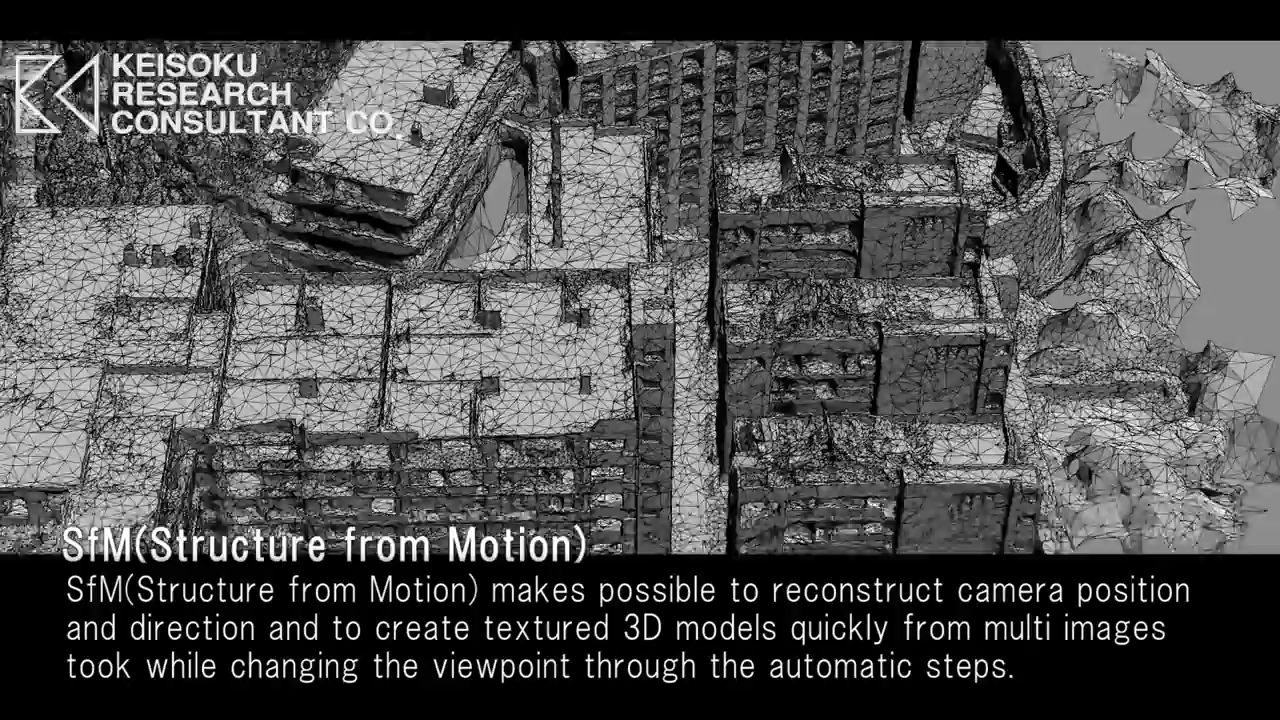 KEISOKU
RESEARCH
CONSULTANT CO.
SfM(Structure from Motion)
SfM(Structure from Motion) makes possible to reconstruct camera position
and direction and to create textured 3D models quickly from multi images
took while changing the viewpoint through the automatic steps.